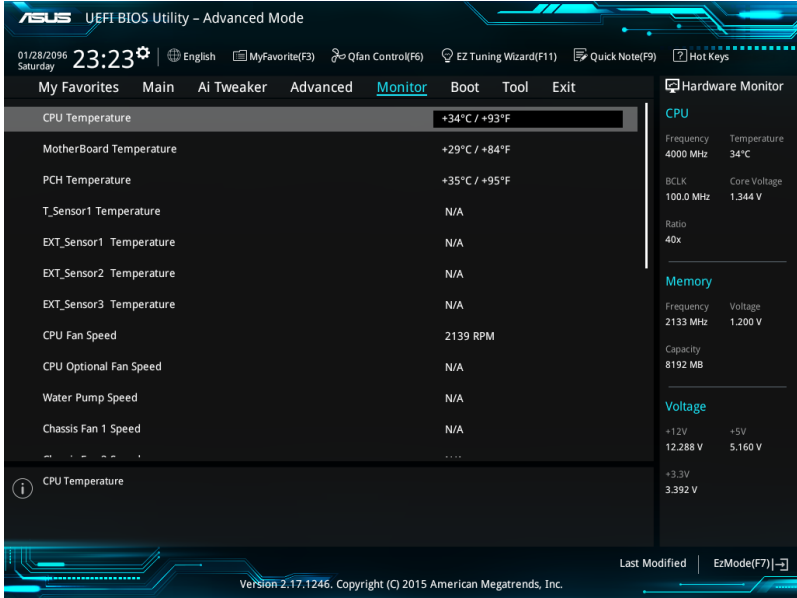 ASUS UEFI BIOS Utility – Advanced Mode
01/28/2096 Saturday 23:23 English MyFavorite(F3) Qfan Control(F6) EZ Tuning Wizard(F11) Quick Note(F9) ? Hot Keys
My Favorites Main Ai Tweaker Advanced Monitor Boot Tool Exit
CPU Temperature +34°C / +93°F
MotherBoard Temperature +29°C / +84°F
PCH Temperature +35°C / +95°F
T_Sensor1 Temperature N/A
EXT_Sensor1 Temperature N/A
EXT_Sensor2 Temperature N/A
EXT_Sensor3 Temperature N/A
CPU Fan Speed 2139 RPM
CPU Optional Fan Speed N/A
Water Pump Speed N/A
Chassis Fan 1 Speed N/A
CPU Temperature
Hardware Monitor
CPU
Frequency Temperature
4000 MHz 34°C
BCLK Core Voltage
100.0 MHz 1.344 V
Ratio
40x
Memory
Frequency Voltage
2133 MHz 1.200 V
Capacity
8192 MB
Voltage
+12V +5V
12.288 V 5.160 V
+3.3V
3.392 V
Last Modified EzMode(F7)
Version 2.17.1246. Copyright (C) 2015 American Megatrends, Inc.